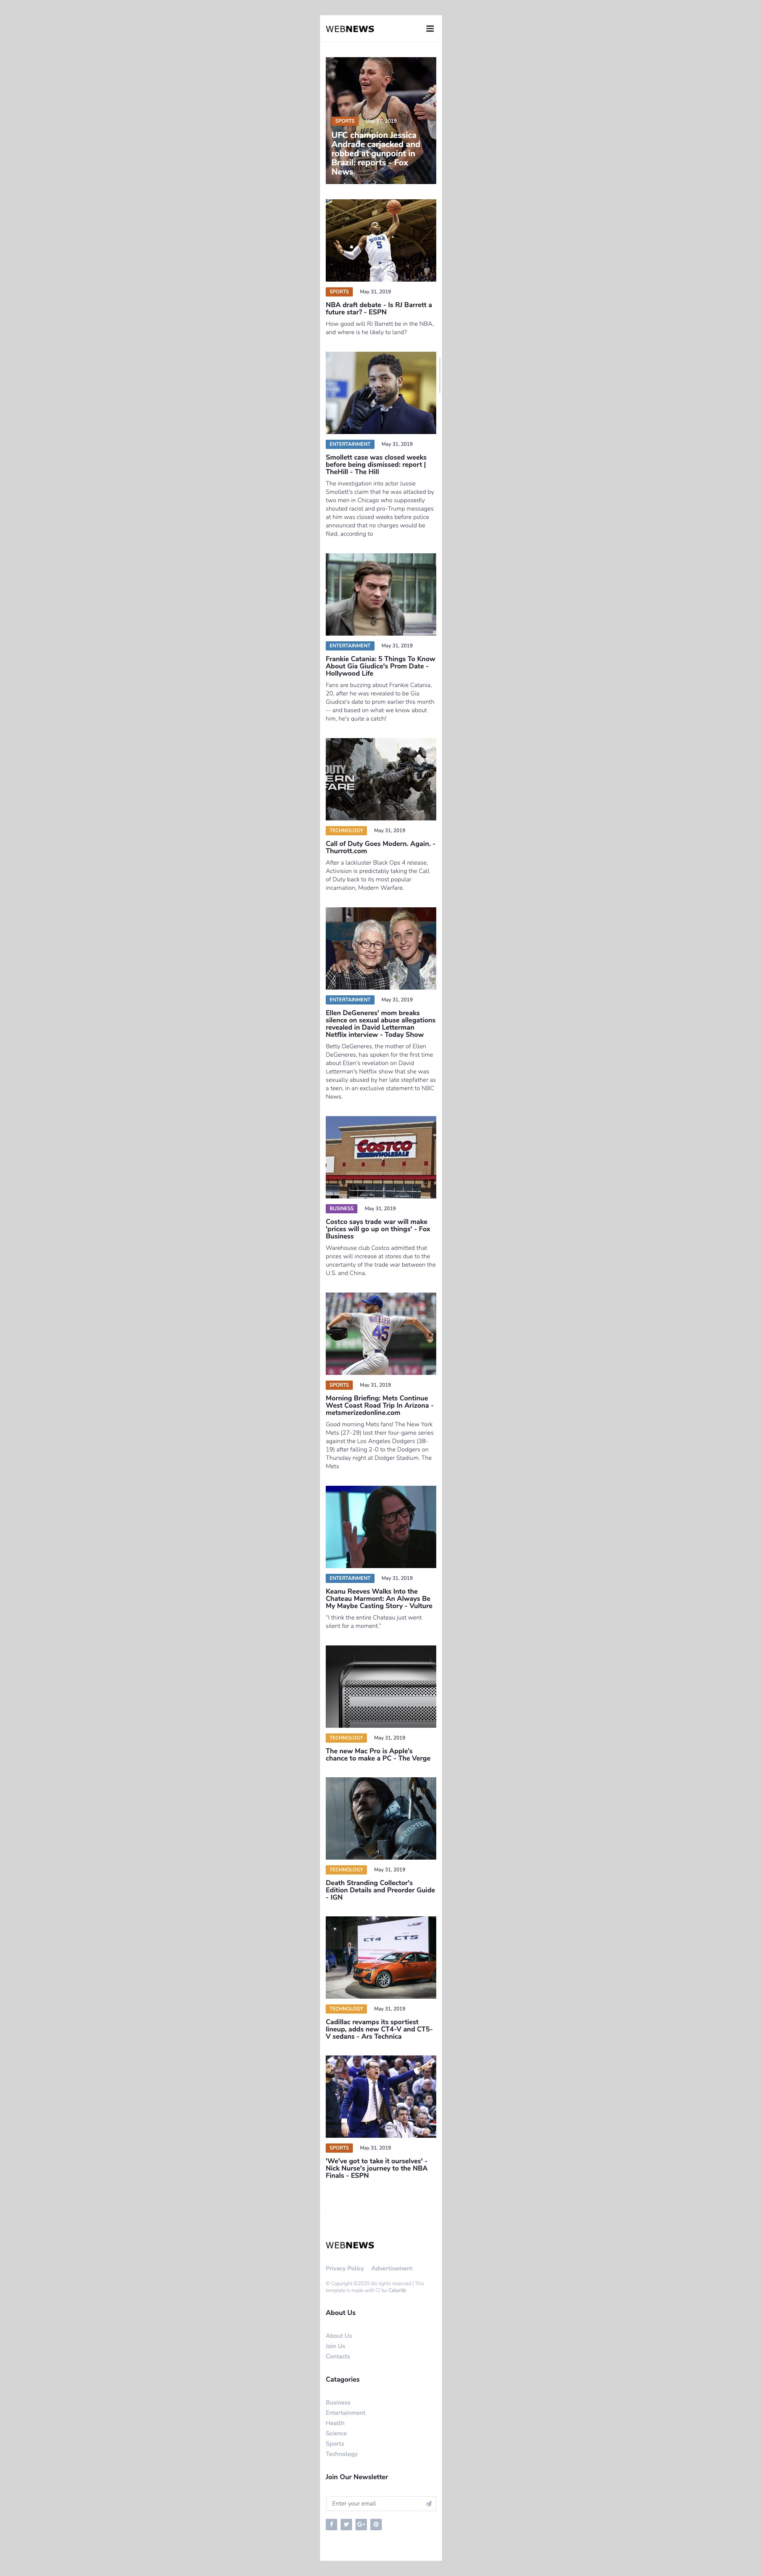 WEBNEWS
SPORTS May 31, 2019
UFC champion Jessica
Andrade carjacked and
robbed at gunpoint in
Brazil: reports - Fox
News
DUKE
5
SPORTS May 31, 2019
NBA draft debate - Is RJ Barrett a
future star? - ESPN
How good will RJ Barrett be in the NBA,
and where is he likely to land?
ENTERTAINMENT May 31, 2019
Smollett case was closed weeks
before being dismissed: report |
TheHill - The Hill
The investigation into actor Jussie
Smollett's claim that he was attacked by
two men in Chicago who supposedly
shouted racist and pro-Trump messages
at him was closed weeks before police
announced that no charges would be
filed, according to
ENTERTAINMENT May 31, 2019
Frankie Catania: 5 Things To Know
About Gia Giudice's Prom Date -
Hollywood Life
Fans are buzzing about Frankie Catania,
20, after he was revealed to be Gia
Giudice's date to prom earlier this month
-- and based on what we know about
him, he's quite a catch!
DUTY
ERN
FARE
TECHNOLOGY May 31, 2019
Call of Duty Goes Modern. Again. -
Thurrott.com
After a lackluster Black Ops 4 release,
Activision is predictably taking the Call
of Duty back to its most popular
incarnation, Modern Warfare.
ENTERTAINMENT May 31, 2019
Ellen DeGeneres' mom breaks
silence on sexual abuse allegations
revealed in David Letterman
Netflix interview - Today Show
Betty DeGeneres, the mother of Ellen
DeGeneres, has spoken for the first time
about Ellen's revelation on David
Letterman's Netflix show that she was
sexually abused by her late stepfather as
a teen, in an exclusive statement to NBC
News.
COSTCO
WHOLESALE
BUSINESS May 31, 2019
Costco says trade war will make
'prices will go up on things' - Fox
Business
Warehouse club Costco admitted that
prices will increase at stores due to the
uncertainty of the trade war between the
U.S. and China.
WHEELER
45
SPORTS May 31, 2019
Morning Briefing: Mets Continue
West Coast Road Trip In Arizona -
metsmerizedonline.com
Good morning Mets fans! The New York
Mets (27-29) lost their four-game series
against the Los Angeles Dodgers (38-
19) after falling 2-0 to the Dodgers on
Thursday night at Dodger Stadium. The
Mets
ENTERTAINMENT May 31, 2019
Keanu Reeves Walks Into the
Chateau Marmont: An Always Be
My Maybe Casting Story - Vulture
"I think the entire Chateau just went
silent for a moment."
TECHNOLOGY May 31, 2019
The new Mac Pro is Apple's
chance to make a PC - The Verge
TECHNOLOGY May 31, 2019
Death Stranding Collector's
Edition Details and Preorder Guide
- IGN
CT4 CT5
TECHNOLOGY May 31, 2019
Cadillac revamps its sportiest
lineup, adds new CT4-V and CT5-
V sedans - Ars Technica
SPORTS May 31, 2019
'We've got to take it ourselves' -
Nick Nurse's journey to the NBA
Finals - ESPN
WEBNEWS
Privacy Policy Advertisement
© Copyright ©2020 All rights reserved | This
template is made with ♡ by Colorlib
About Us
About Us
Join Us
Contacts
Catagories
Business
Entertainment
Health
Science
Sports
Technology
Join Our Newsletter
Enter your email